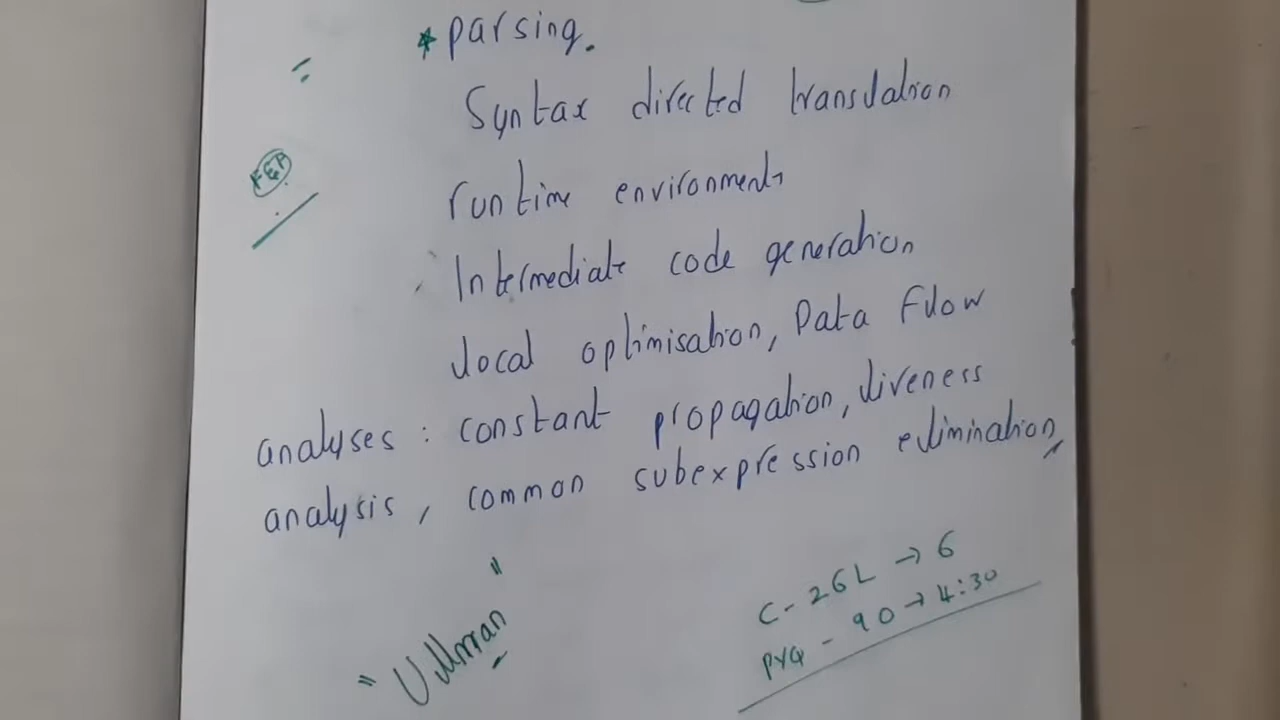 * parsing.
Syntax directed translation
runtime environments
Intermediate code generation
local optimisation, Data Flow
analyses : constant propagation, liveness
analysis, common subexpression elimination,
C - 26L → 6
PYQ - 90 → 4:30
"Ullman"